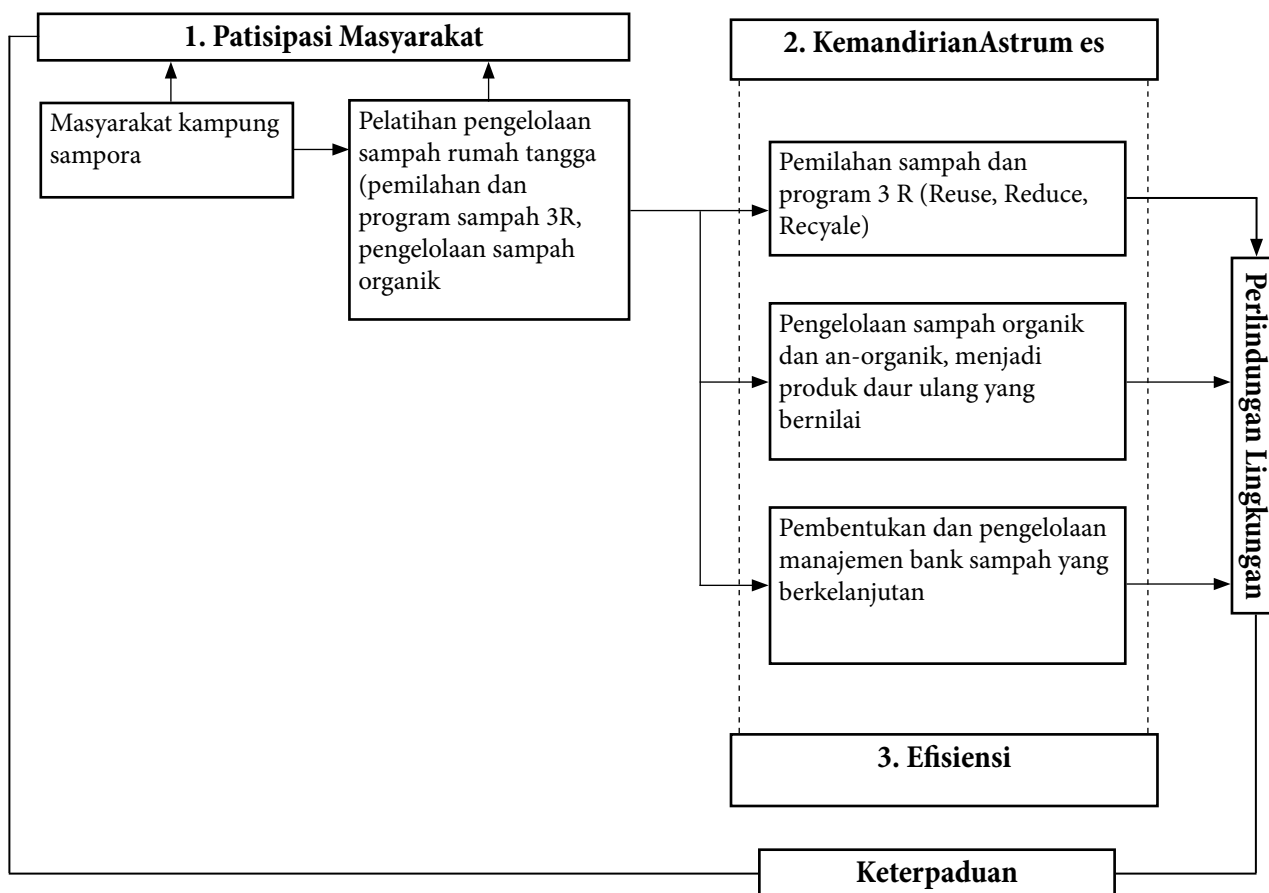 1. Patisipasi Masyarakat
Masyarakat kampung
sampora
Pelatihan pengelolaan
sampah rumah tangga
(pemilahan dan
program sampah 3R,
pengelolaan sampah
organik
2. KemandirianAstrum es
Pemilahan sampah dan
program 3 R (Reuse, Reduce,
Recyale)
Pengelolaan sampah organik
dan an-organik, menjadi
produk daur ulang yang
bernilai
Pembentukan dan pengelolaan
manajemen bank sampah yang
berkelanjutan
3. Efisiensi
Perlindungan Lingkungan
Keterpaduan